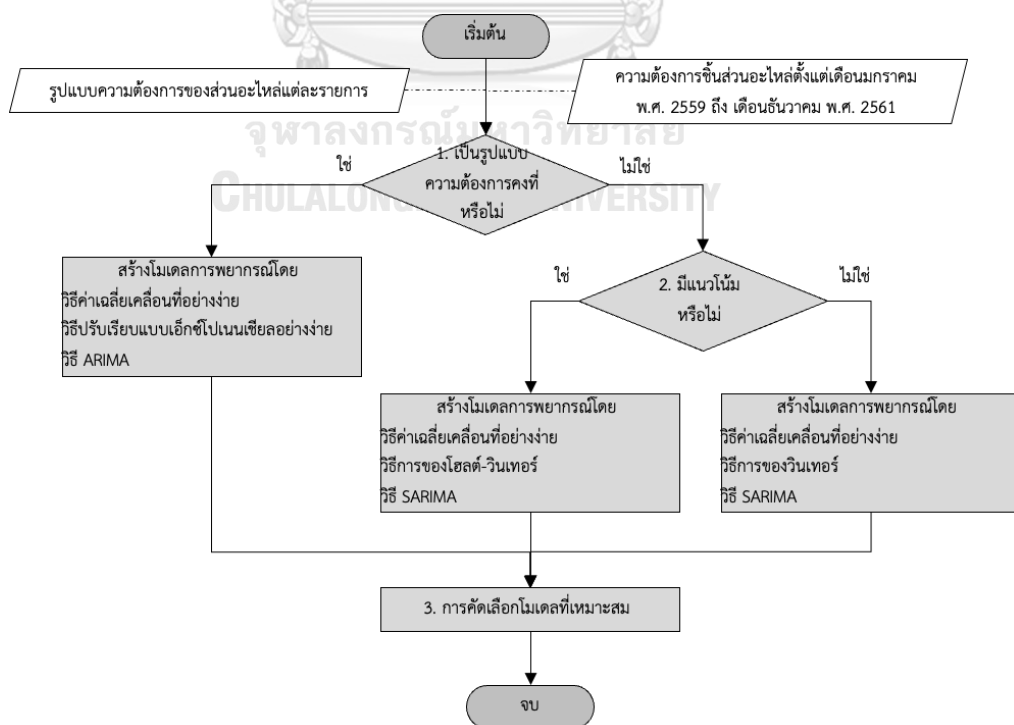 เริ่มต้น
รูปแบบความต้องการของส่วนอะไหล่แต่ละรายการ
ความต้องการชิ้นส่วนอะไหล่ตั้งแต่เดือนมกราคม
พ.ศ. 2559 ถึง เดือนธันวาคม พ.ศ. 2561
จุฬาลงกรณ์มหาวิทยาลัย
CHULALONGKORN UNIVERSITY
1. เป็นรูปแบบ
ความต้องการคงที่
หรือไม่
ใช่
ไม่ใช่
สร้างโมเดลการพยากรณ์โดย
วิธีค่าเฉลี่ยเคลื่อนที่อย่างง่าย
วิธีปรับเรียบแบบเอ็กซ์โปเนนเชียลอย่างง่าย
วิธี ARIMA
2. มีแนวโน้ม
หรือไม่
ใช่
ไม่ใช่
สร้างโมเดลการพยากรณ์โดย
วิธีค่าเฉลี่ยเคลื่อนที่อย่างง่าย
วิธีการของโฮลต์-วินเทอร์
วิธี SARIMA
สร้างโมเดลการพยากรณ์โดย
วิธีค่าเฉลี่ยเคลื่อนที่อย่างง่าย
วิธีการของวินเทอร์
วิธี SARIMA
3. การคัดเลือกโมเดลที่เหมาะสม
จบ